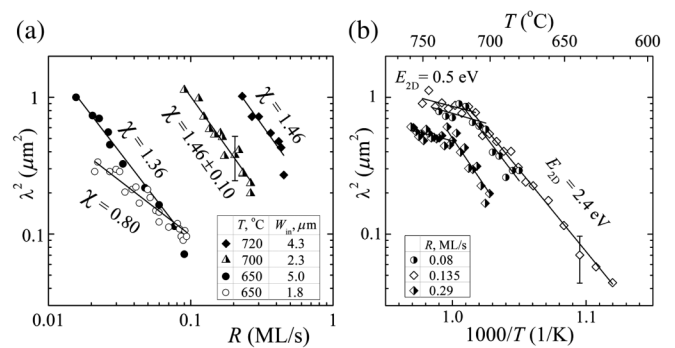 (a)
λ² (μm²)
1
0.1
0.01
0.1
1
R (ML/s)
χ = 1.36
χ = 0.80
χ = 1.46±0.10
χ = 1.46
T, °C W_in, μm
720 4.3
700 2.3
650 5.0
650 1.8
(b)
T (°C)
750
700
650
600
λ² (μm²)
1
0.1
E_2D = 0.5 eV
E_2D = 2.4 eV
R, ML/s
0.08
0.135
0.29
1.0
1.1
1000/T (1/K)